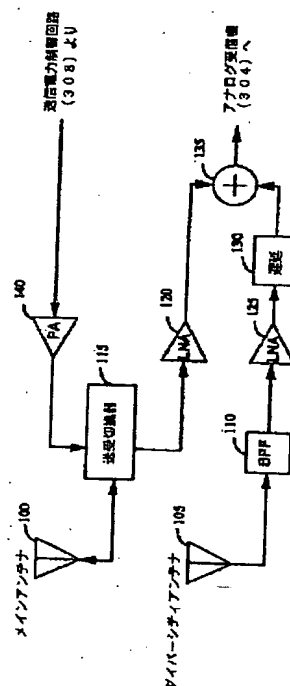 送信電力制御回路
(308)より
140
PA
115
送受切換器
メインアンテナ
100
120
LNA
135
アナログ受信機
(304)へ
130
遅延
125
LNA
110
BPF
105
ダイバーシティアンテナ